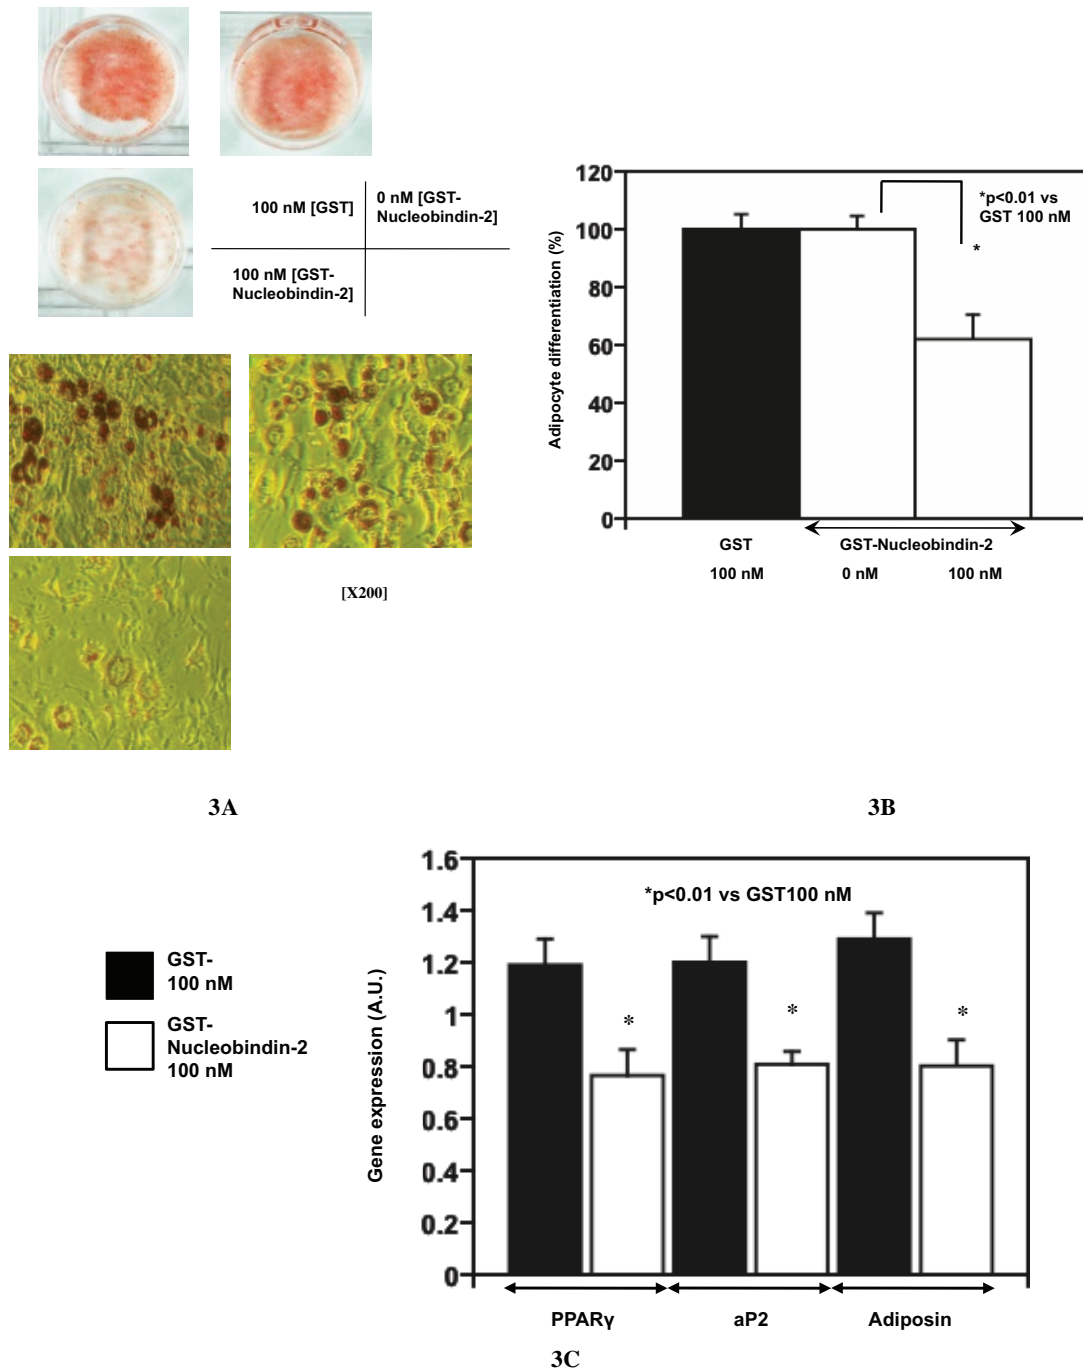 100 nM [GST]
0 nM [GST-
Nucleobindin-2]
100 nM [GST-
Nucleobindin-2]
[X200]
3A
Adipocyte differentiation (%)
120
100
80
60
40
20
0
*p<0.01 vs
GST 100 nM
*
GST
GST-Nucleobindin-2
100 nM
0 nM
100 nM
3B
GST-
100 nM
GST-
Nucleobindin-2
100 nM
Gene expression (A.U.)
1.6
1.4
1.2
1
0.8
0.6
0.4
0.2
0
*p<0.01 vs GST100 nM
*
*
*
PPARγ
aP2
Adiposin
3C